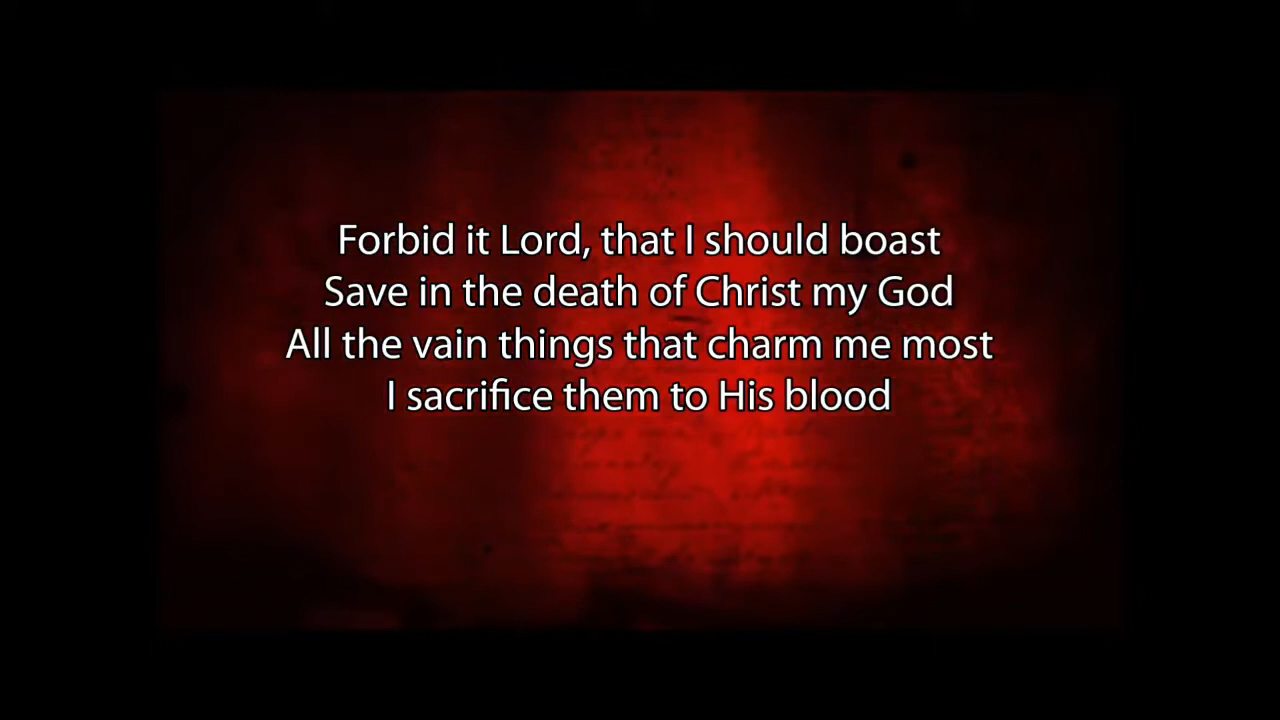 Forbid it Lord, that I should boast
Save in the death of Christ my God
All the vain things that charm me most
I sacrifice them to His blood